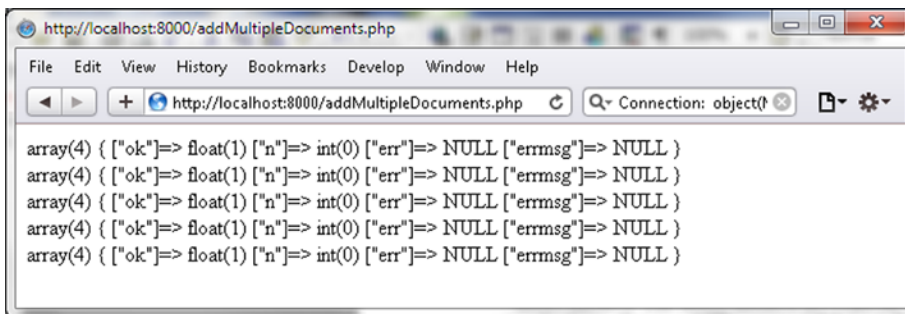 http://localhost:8000/addMultipleDocuments.php
File Edit View History Bookmarks Develop Window Help
http://localhost:8000/addMultipleDocuments.php
Connection: object(
array(4) { ["ok"]=> float(1) ["n"]=> int(0) ["err"]=> NULL ["errmsg"]=> NULL }
array(4) { ["ok"]=> float(1) ["n"]=> int(0) ["err"]=> NULL ["errmsg"]=> NULL }
array(4) { ["ok"]=> float(1) ["n"]=> int(0) ["err"]=> NULL ["errmsg"]=> NULL }
array(4) { ["ok"]=> float(1) ["n"]=> int(0) ["err"]=> NULL ["errmsg"]=> NULL }
array(4) { ["ok"]=> float(1) ["n"]=> int(0) ["err"]=> NULL ["errmsg"]=> NULL }